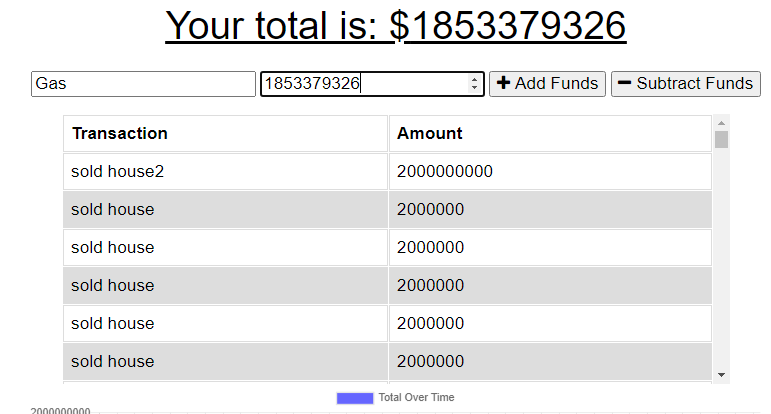 Your total is: $1853379326
Gas 1853379326 Add Funds Subtract Funds
Transaction Amount
sold house2 2000000000
sold house 2000000
sold house 2000000
sold house 2000000
sold house 2000000
sold house 2000000
Total Over Time
2000000000